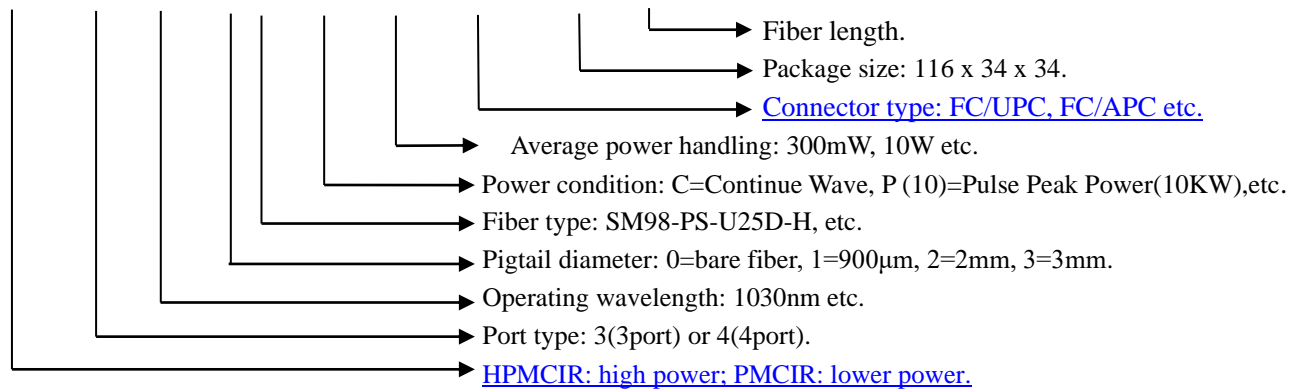 Fiber length.
Package size: 116 x 34 x 34.
Connector type: FC/UPC, FC/APC etc.
Average power handling: 300mW, 10W etc.
Power condition: C=Continue Wave, P (10)=Pulse Peak Power(10KW),etc.
Fiber type: SM98-PS-U25D-H, etc.
Pigtail diameter: 0=bare fiber, 1=900μm, 2=2mm, 3=3mm.
Operating wavelength: 1030nm etc.
Port type: 3(3port) or 4(4port).
HPMCIR: high power; PMCIR: lower power.